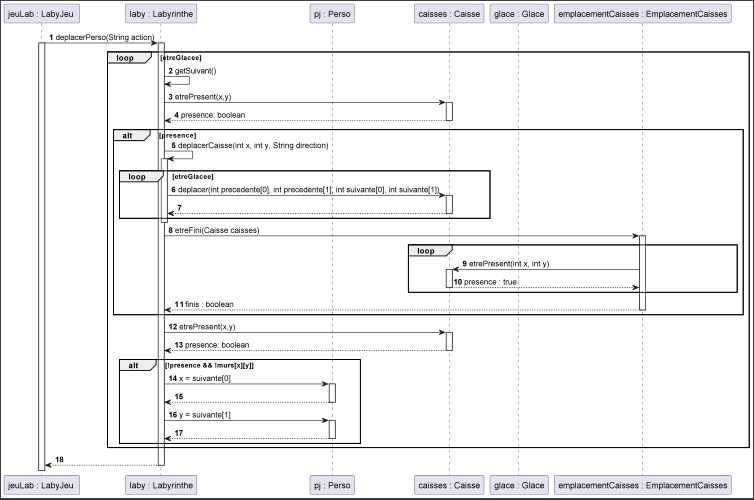 jeuLab : LabyJeu
laby : Labyrinthe
pj : Perso
caisses : Caisse
glace : Glace
emplacementCaisses : EmplacementCaisses
1 deplacerPerso(String action)
loop [etreGlacee
2 getSuivant()
3 etrePresent(x,y)
4 presence: boolean
alt [presence]
5 deplacerCaisse(int x, int y, String direction)
loop [etreGlacee
6 deplacer(int precedente[0], int precedente[1], int suivante[0], int suivante[1])
7
8 etreFini(Caisse caisses)
loop
9 etrePresent(int x, int y)
10 presence : true
11 finis : boolean
12 etrePresent(x,y)
13 presence: boolean
alt [!presence && !murs[x][y]]
14 x = suivante[0]
15
16 y = suivante[1]
17
18
jeuLab : LabyJeu
laby : Labyrinthe
pj : Perso
caisses : Caisse
glace : Glace
emplacementCaisses : EmplacementCaisses